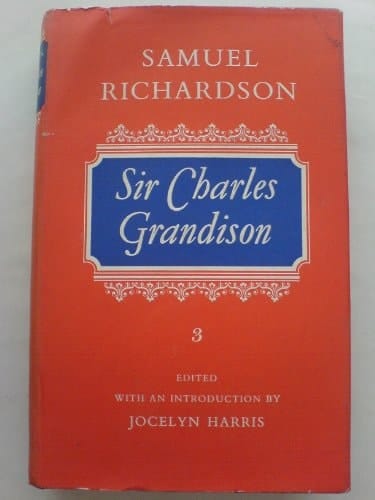 SAMUEL
RICHARDSON
Sir Charles
Grandison
3
EDITED
WITH AN INTRODUCTION BY
JOCELYN HARRIS